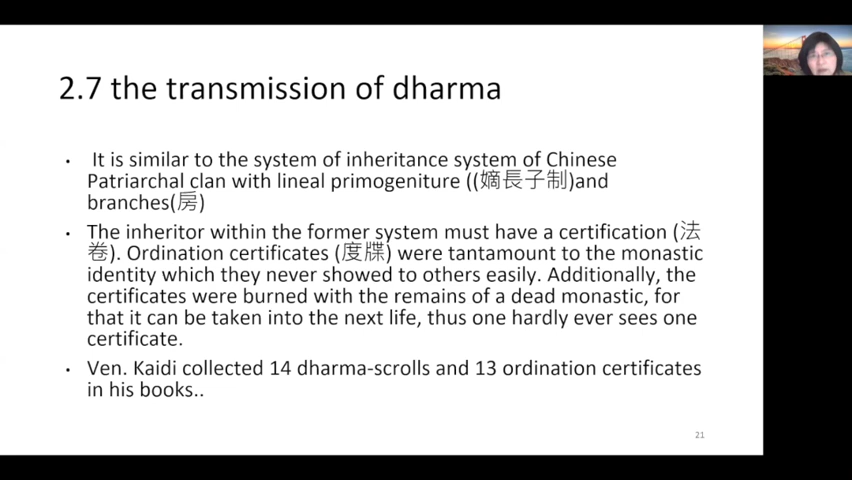 2.7 the transmission of dharma
• It is similar to the system of inheritance system of Chinese
Patriarchal clan with lineal primogeniture ((嫡長子制)and
branches(房)
• The inheritor within the former system must have a certification (法
卷). Ordination certificates (度牒) were tantamount to the monastic
identity which they never showed to others easily. Additionally, the
certificates were burned with the remains of a dead monastic, for
that it can be taken into the next life, thus one hardly ever sees one
certificate.
• Ven. Kaidi collected 14 dharma-scrolls and 13 ordination certificates
in his books..
21